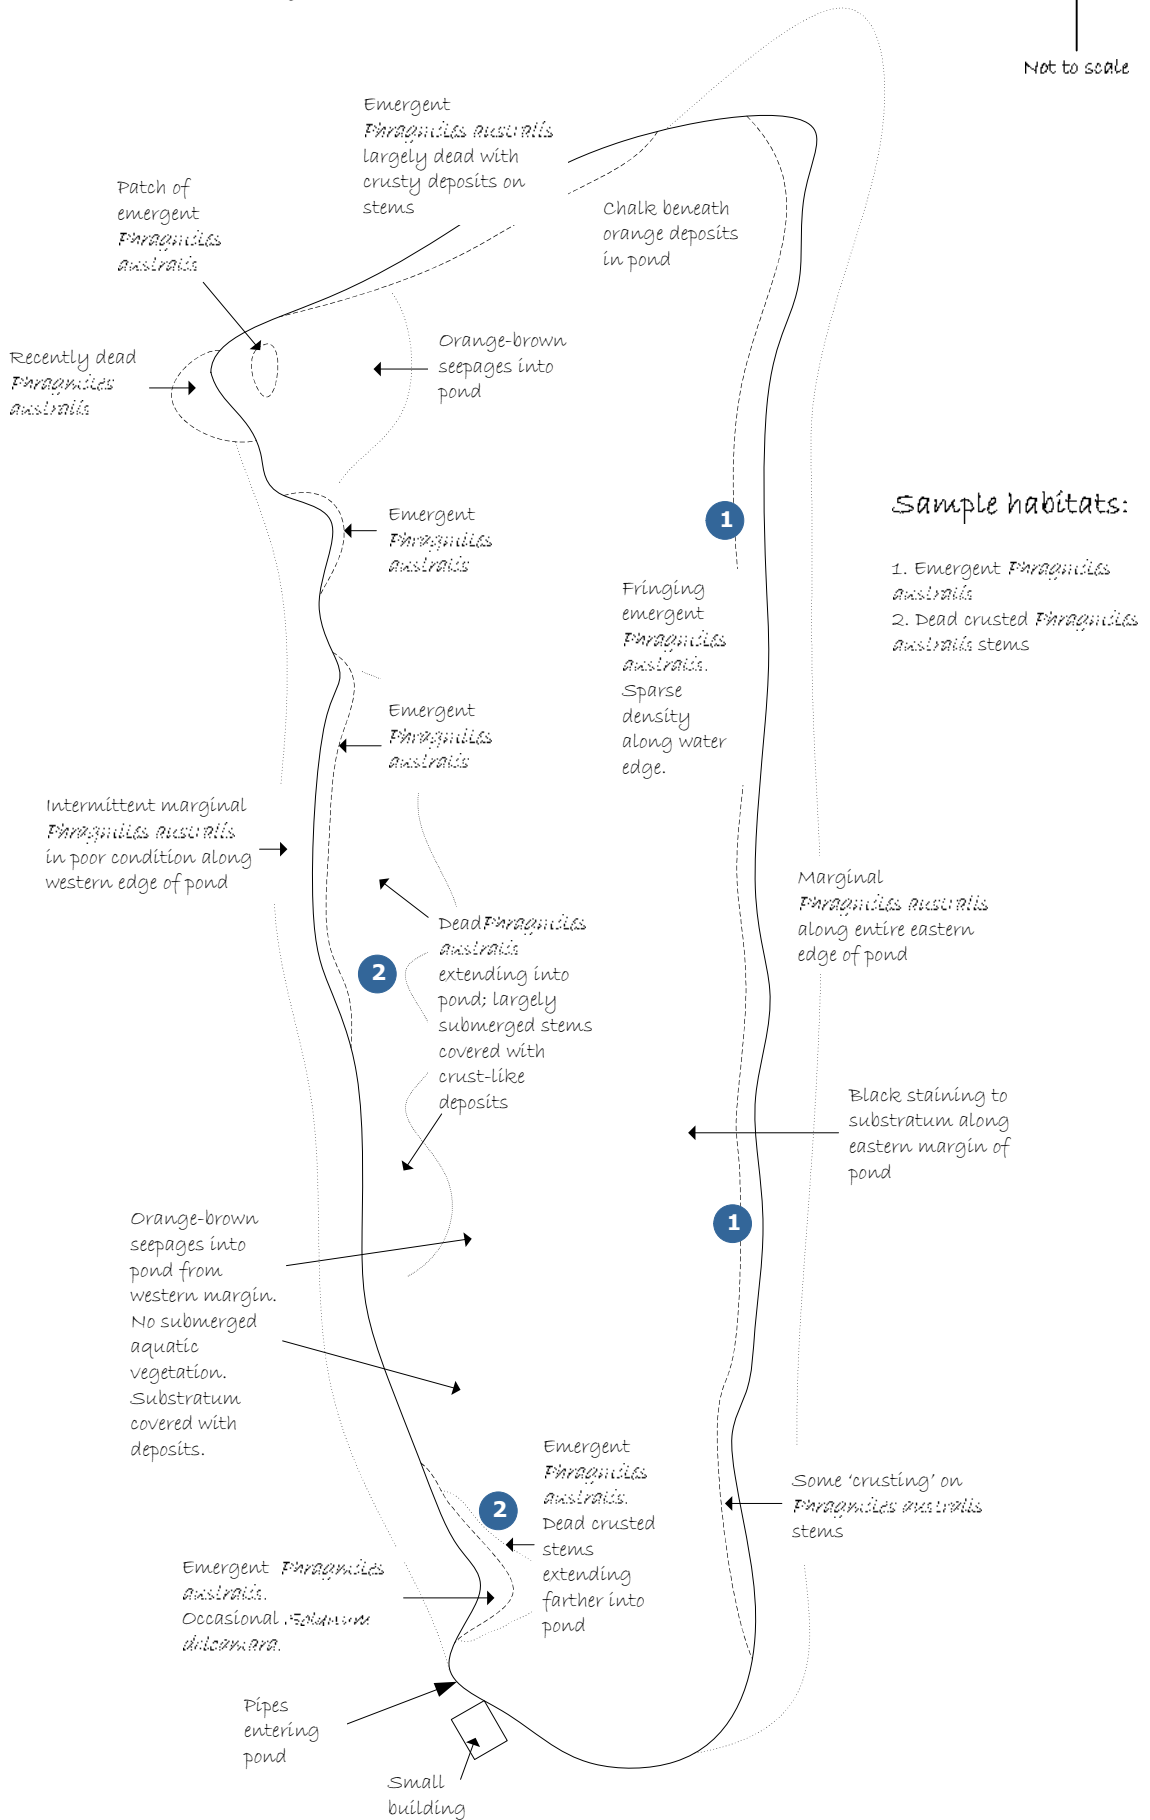 Not to scale
Emergent
Phragmites australis
largely dead with
crusty deposits on
stems
Patch of
emergent
Phragmites
australis
Chalk beneath
orange deposits
in pond
Recently dead
Phragmites
australis
Orange-brown
seepages into
pond
1
Sample habitats:
1. Emergent Phragmites
australis
2. Dead crusted Phragmites
australis stems
Emergent
Phragmites
australis
Fringing
emergent
Phragmites
australis.
Sparse
density
along water
edge.
Emergent
Phragmites
australis
Intermittent marginal
Phragmites australis
in poor condition along
western edge of pond
Marginal
Phragmites australis
along entire eastern
edge of pond
2
Dead Phragmites
australis
extending into
pond; largely
submerged stems
covered with
crust-like
deposits
Black staining to
substratum along
eastern margin of
pond
Orange-brown
seepages into
pond from
western margin.
No submerged
aquatic
vegetation.
Substratum
covered with
deposits.
1
Emergent
Phragmites
australis.
Dead crusted
stems
extending
farther into
pond
2
Some ‘crusting’ on
Phragmites australis
stems
Emergent Phragmites
australis.
Occasional Solanum
dulcamara.
Pipes
entering
pond
Small
building